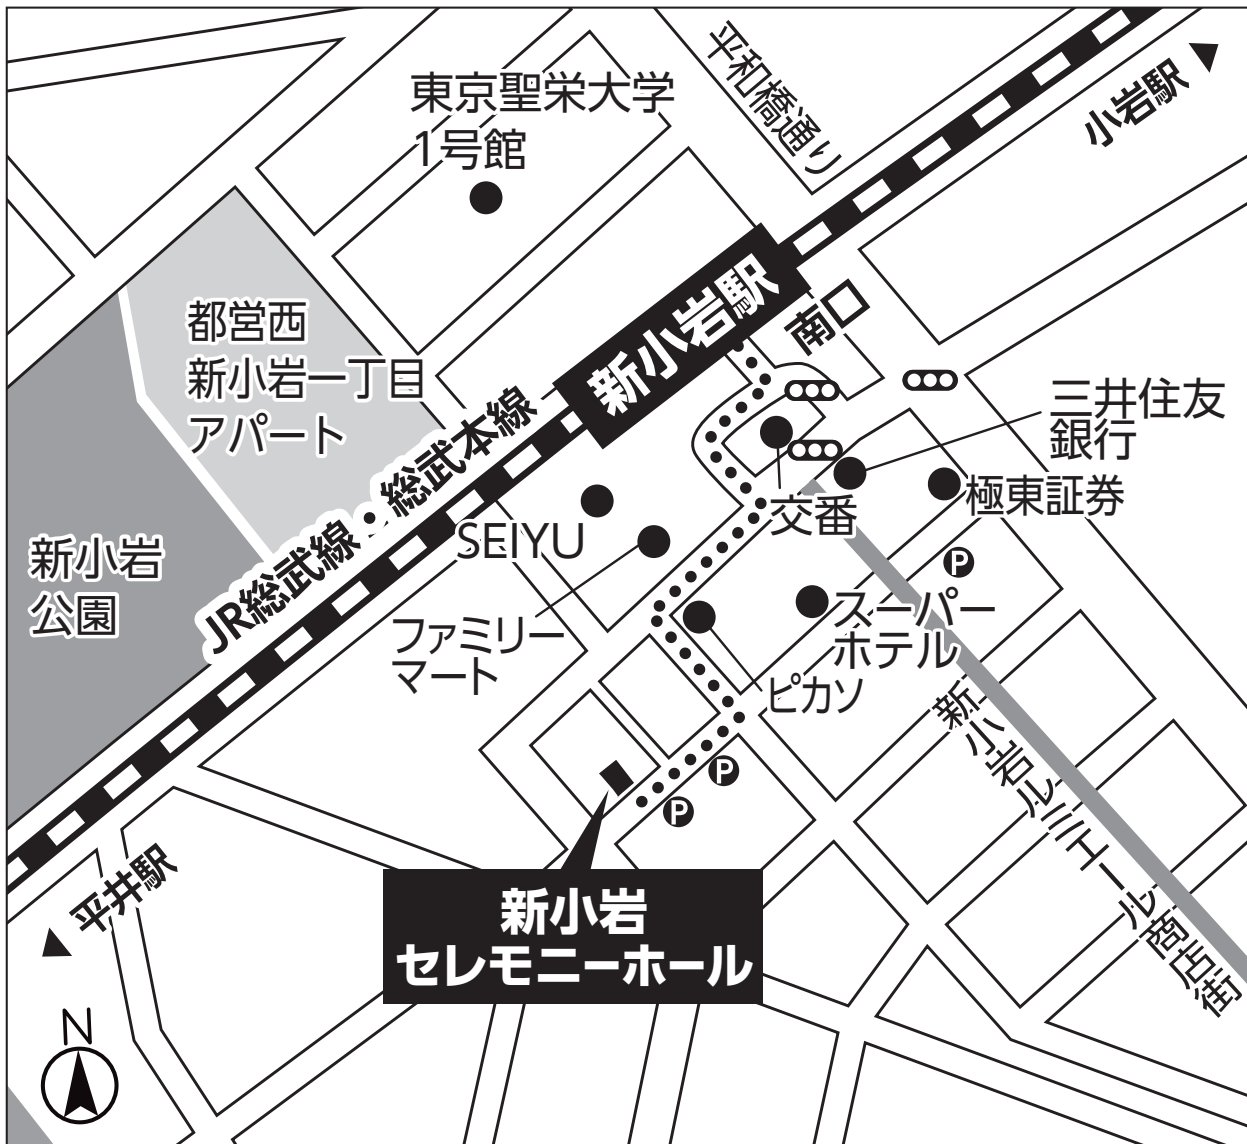 平和橋通り
小岩駅
東京聖栄大学
1号館
新小岩駅
南口
都営西
新小岩一丁目
アパート
三井住友
銀行
極東証券
交番
JR総武線・総武本線
SEIYU
新小岩
公園
P
ファミリー
マート
スーパー
ホテル
ピカソ
新小岩ルミエール商店街
P
P
平井駅
新小岩
セレモニーホール
N